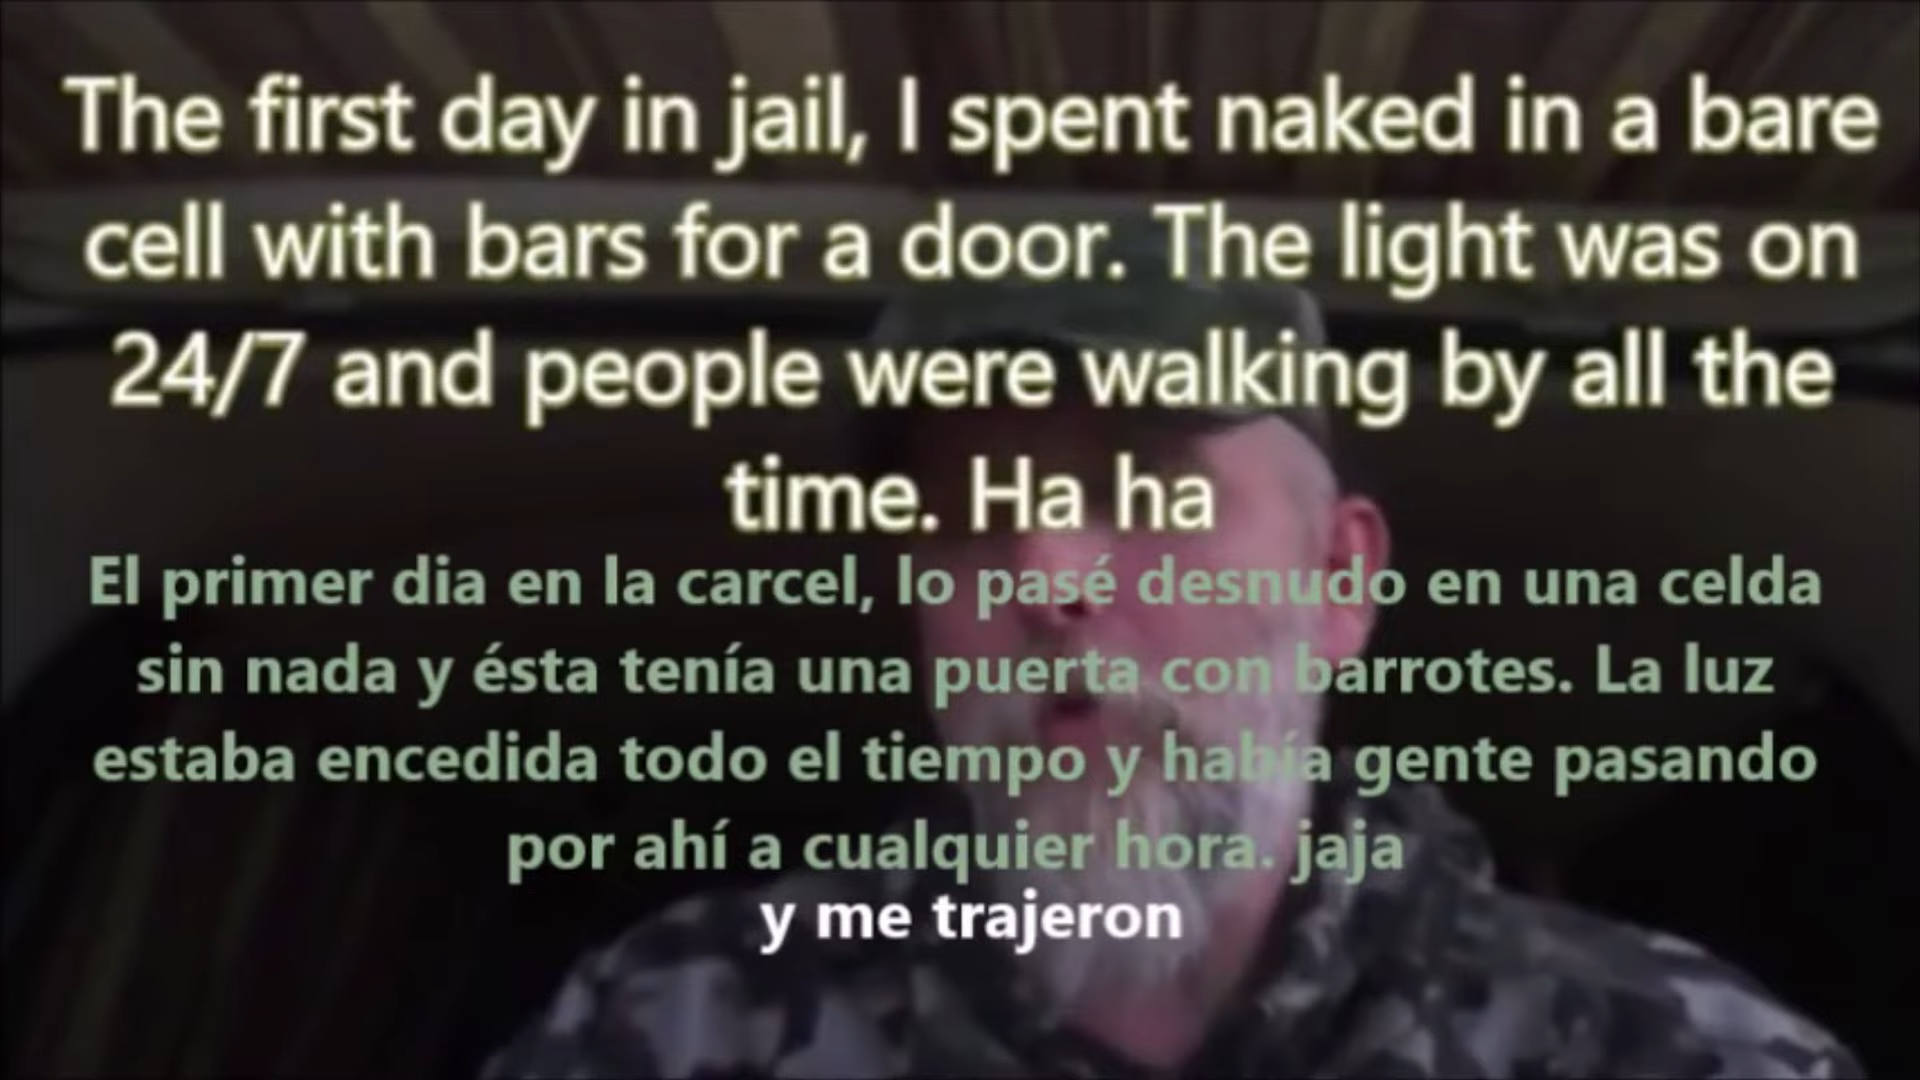 The first day in jail, I spent naked in a bare
cell with bars for a door. The light was on
24/7 and people were walking by all the
time. Ha ha
El primer dia en la carcel, lo pasé desnudo en una celda
sin nada y ésta tenía una puerta con barrotes. La luz
estaba encedida todo el tiempo y había gente pasando
por ahí a cualquier hora. jaja
y me trajeron